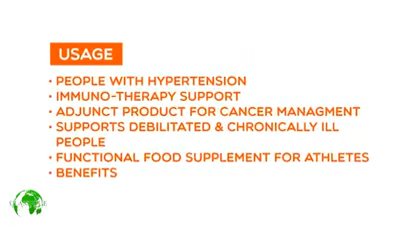 USAGE
• PEOPLE WITH HYPERTENSION
• IMMUNO-THERAPY SUPPORT
• ADJUNCT PRODUCT FOR CANCER MANAGMENT
• SUPPORTS DEBILITATED & CHRONICALLY ILL
PEOPLE
• FUNCTIONAL FOOD SUPPLEMENT FOR ATHLETES
• BENEFITS